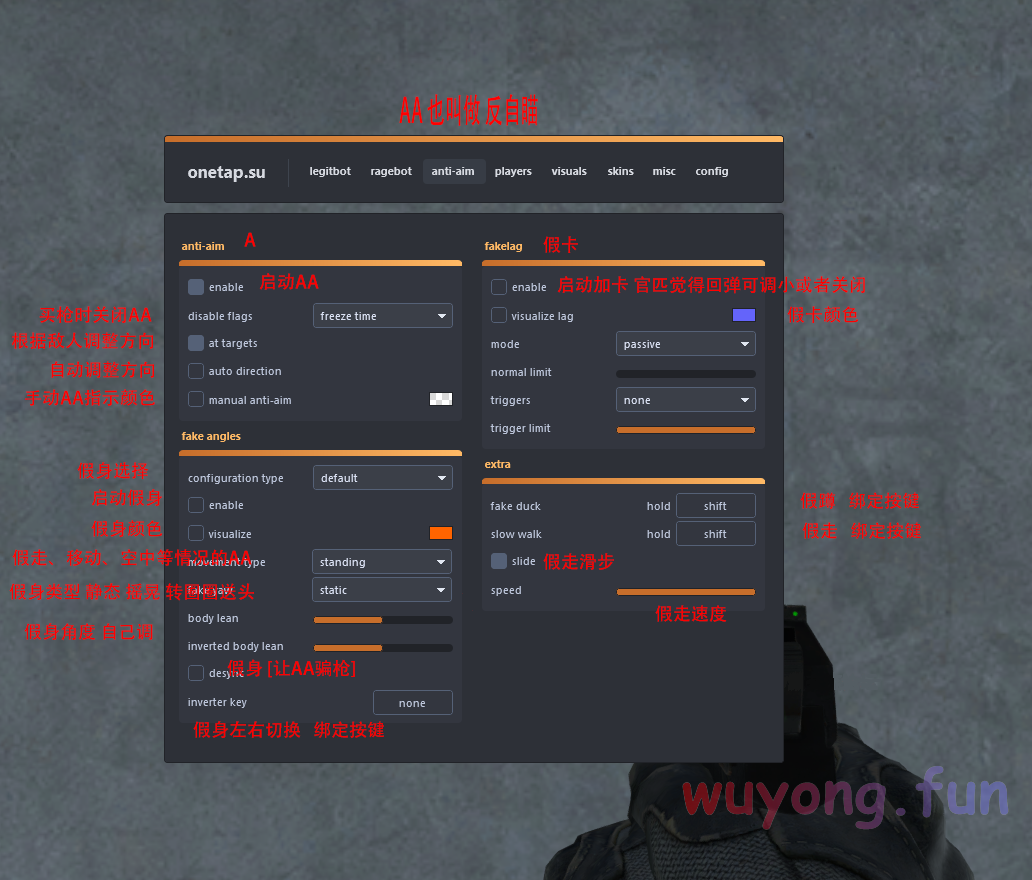 AA 也叫做 反自瞄
onetap.su
legitbot
ragebot
anti-aim
players
visuals
skins
misc
config
anti-aim A
enable 启动AA
买枪时关闭AA disable flags freeze time
根据敌人调整方向 at targets
自动调整方向 auto direction
手动AA指示颜色 manual anti-aim
fake angles
假身选择 configuration type default
启动假身 enable
假身颜色 visualize
假走、移动、空中等情况的AA movement type standing
假身类型 静态 摇晃 转圈圈送头 fake yaw static
假身角度 自己调 body lean
inverted body lean
desync 假身 [让AA骗枪]
inverter key none
假身左右切换 绑定按键
fakelag 假卡
enable 启动加卡 官匹觉得回弹可调小或者关闭
visualize lag 假卡颜色
mode passive
normal limit
triggers none
trigger limit
extra
fake duck hold shift 假蹲 绑定按键
slow walk hold shift 假走 绑定按键
slide 假走滑步
speed
假走速度
wuyong.fun